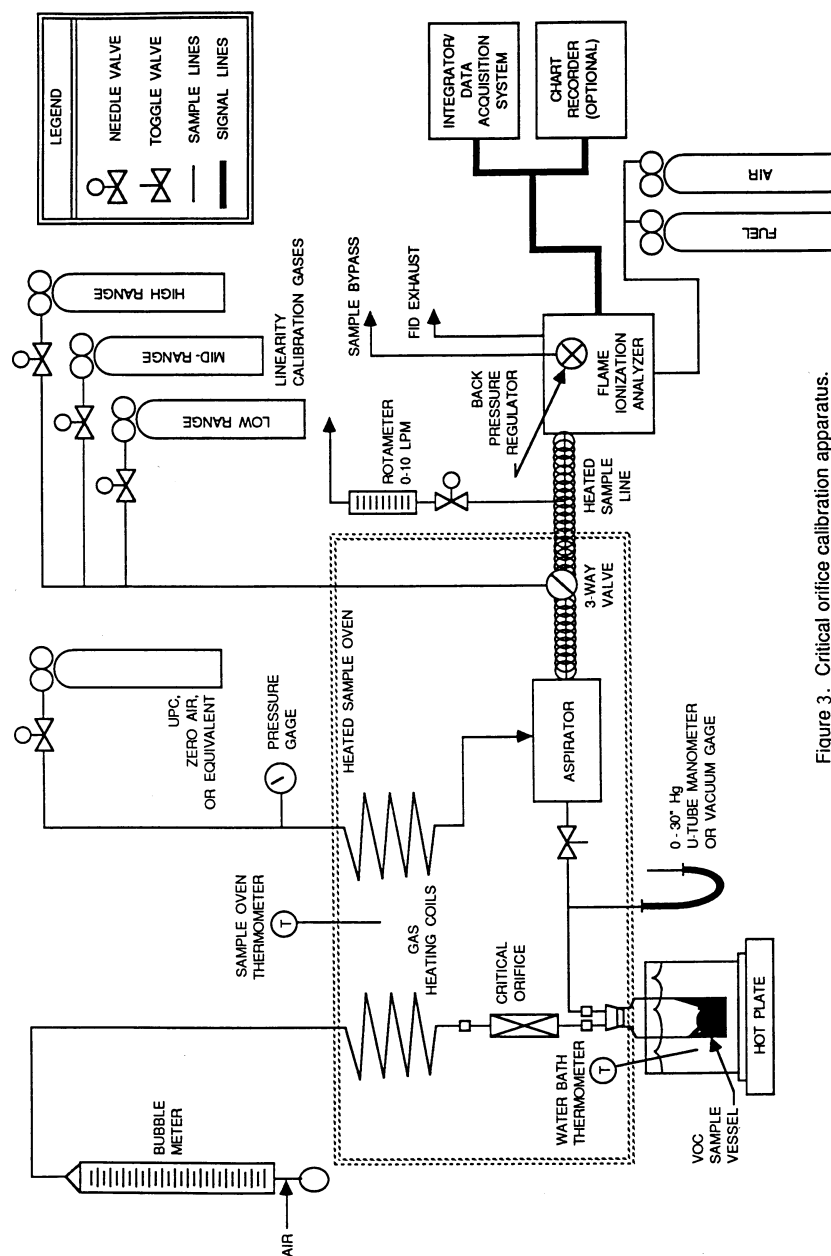 LEGEND
NEEDLE VALVE
TOGGLE VALVE
SAMPLE LINES
SIGNAL LINES
HIGH RANGE
MID-RANGE
LOW RANGE
LINEARITY
CALIBRATION GASES
UPC,
ZERO AIR,
OR EQUIVALENT
PRESSURE
GAGE
SAMPLE OVEN
THERMOMETER
T
HEATED SAMPLE OVEN
GAS
HEATING COILS
BUBBLE
METER
AIR
CRITICAL
ORIFICE
WATER BATH
THERMOMETER
T
VOC
SAMPLE
VESSEL
HOT PLATE
0 - 30" Hg
U-TUBE MANOMETER
OR VACUUM GAGE
ASPIRATOR
3-WAY
VALVE
HEATED
SAMPLE
LINE
ROTAMETER
0-10 LPM
BACK
PRESSURE
REGULATOR
SAMPLE BYPASS
FID EXHAUST
FLAME
IONIZATION
ANALYZER
INTEGRATOR/
DATA
ACQUISITION
SYSTEM
CHART
RECORDER
(OPTIONAL)
FUEL
AIR
Figure 3. Critical orifice calibration apparatus.